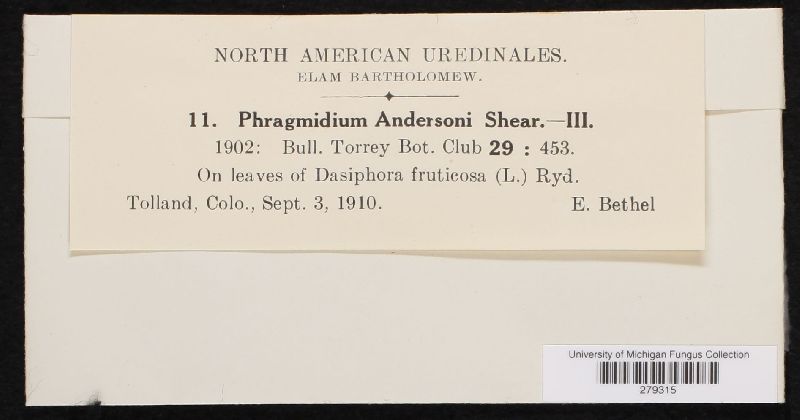 NORTH AMERICAN UREDINALES.
ELAM BARTHOLOMEW.
11. Phragmidium Andersoni Shear.—III.
1902: Bull. Torrey Bot. Club 29 : 453.
On leaves of Dasiphora fruticosa (L.) Ryd.
Tolland, Colo., Sept. 3, 1910. E. Bethel
University of Michigan Fungus Collection
279315